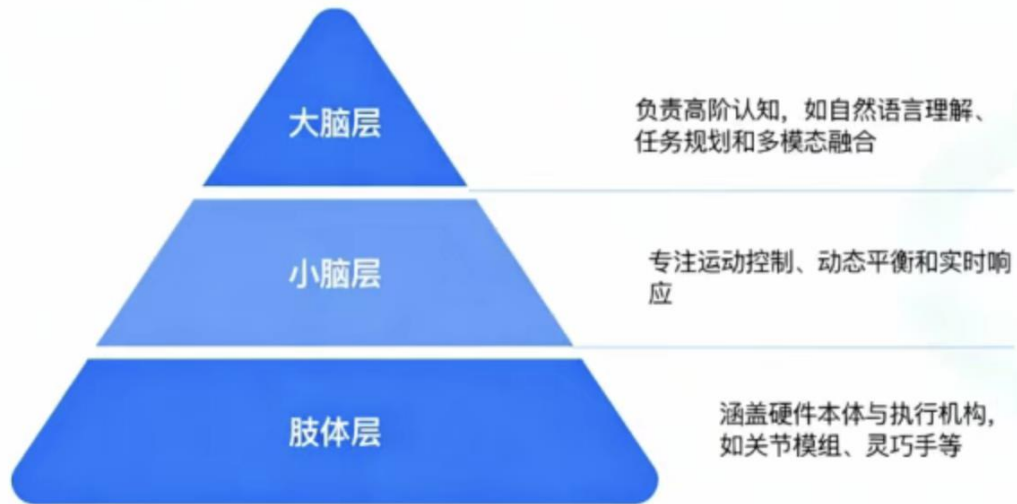 大脑层
负责高阶认知，如自然语言理解、
任务规划和多模态融合
小脑层
专注运动控制、动态平衡和实时响
应
肢体层
涵盖硬件本体与执行机构，
如关节模组、灵巧手等